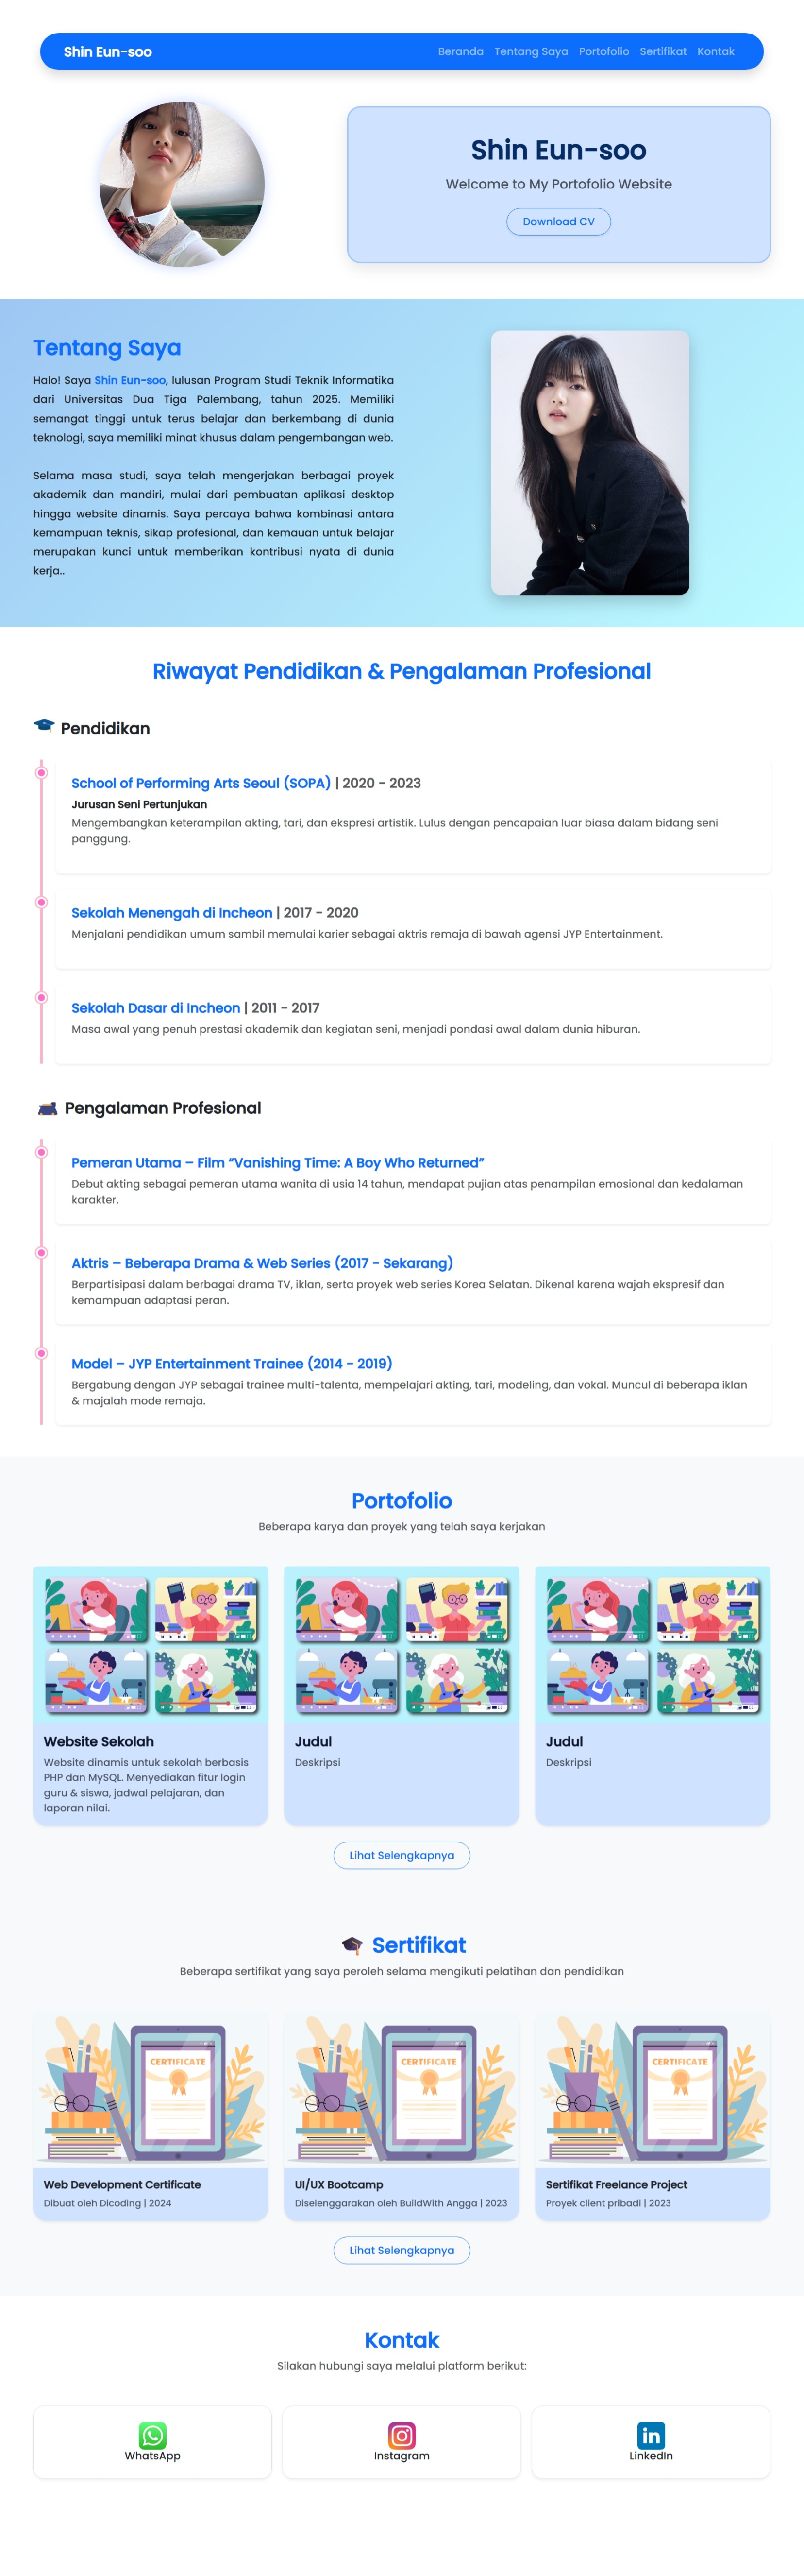 Shin Eun-soo
Beranda Tentang Saya Portofolio Sertifikat Kontak
Shin Eun-soo
Welcome to My Portofolio Website
Download CV
Tentang Saya
Halo! Saya Shin Eun-soo, lulusan Program Studi Teknik Informatika
dari Universitas Dua Tiga Palembang, tahun 2025. Memiliki
semangat tinggi untuk terus belajar dan berkembang di dunia
teknologi, saya memiliki minat khusus dalam pengembangan web.
Selama masa studi, saya telah mengerjakan berbagai proyek
akademik dan mandiri, mulai dari pembuatan aplikasi desktop
hingga website dinamis. Saya percaya bahwa kombinasi antara
kemampuan teknis, sikap profesional, dan kemauan untuk belajar
merupakan kunci untuk memberikan kontribusi nyata di dunia
kerja..
Riwayat Pendidikan & Pengalaman Profesional
Pendidikan
School of Performing Arts Seoul (SOPA) | 2020 - 2023
Jurusan Seni Pertunjukan
Mengembangkan keterampilan akting, tari, dan ekspresi artistik. Lulus dengan pencapaian luar biasa dalam bidang seni
panggung.
Sekolah Menengah di Incheon | 2017 - 2020
Menjalani pendidikan umum sambil memulai karier sebagai aktris remaja di bawah agensi JYP Entertainment.
Sekolah Dasar di Incheon | 2011 - 2017
Masa awal yang penuh prestasi akademik dan kegiatan seni, menjadi pondasi awal dalam dunia hiburan.
Pengalaman Profesional
Pemeran Utama – Film “Vanishing Time: A Boy Who Returned”
Debut akting sebagai pemeran utama wanita di usia 14 tahun, mendapat pujian atas penampilan emosional dan kedalaman
karakter.
Aktris – Beberapa Drama & Web Series (2017 - Sekarang)
Berpartisipasi dalam berbagai drama TV, iklan, serta proyek web series Korea Selatan. Dikenal karena wajah ekspresif dan
kemampuan adaptasi peran.
Model – JYP Entertainment Trainee (2014 - 2019)
Bergabung dengan JYP sebagai trainee multi-talenta, mempelajari akting, tari, modeling, dan vokal. Muncul di beberapa iklan
& majalah mode remaja.
Portofolio
Beberapa karya dan proyek yang telah saya kerjakan
Website Sekolah
Website dinamis untuk sekolah berbasis
PHP dan MySQL. Menyediakan fitur login
guru & siswa, jadwal pelajaran, dan
laporan nilai.
Judul
Deskripsi
Judul
Deskripsi
Lihat Selengkapnya
Sertifikat
Beberapa sertifikat yang saya peroleh selama mengikuti pelatihan dan pendidikan
CERTIFICATE
CERTIFICATE
CERTIFICATE
Web Development Certificate
Dibuat oleh Dicoding | 2024
UI/UX Bootcamp
Diselenggarakan oleh BuildWith Angga | 2023
Sertifikat Freelance Project
Proyek client pribadi | 2023
Lihat Selengkapnya
Kontak
Silakan hubungi saya melalui platform berikut:
WhatsApp
Instagram
in
LinkedIn